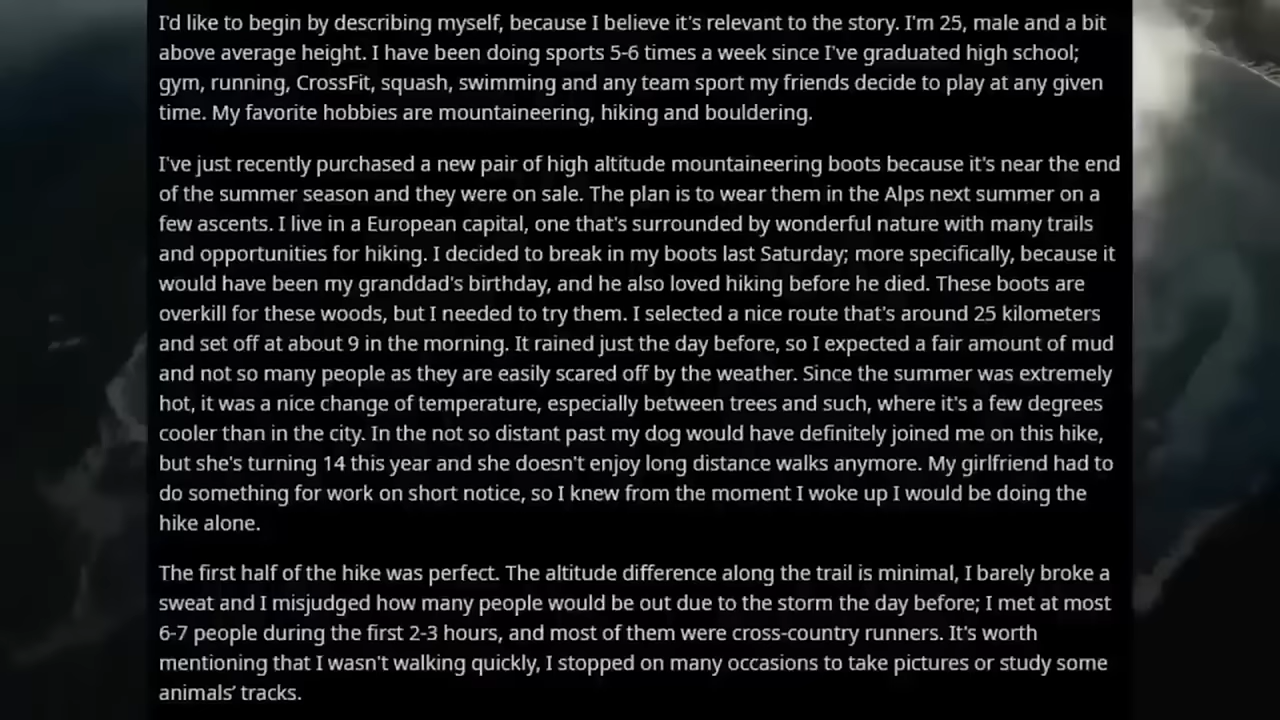 I'd like to begin by describing myself, because I believe it's relevant to the story. I'm 25, male and a bit
above average height. I have been doing sports 5-6 times a week since I've graduated high school;
gym, running, CrossFit, squash, swimming and any team sport my friends decide to play at any given
time. My favorite hobbies are mountaineering, hiking and bouldering.
I've just recently purchased a new pair of high altitude mountaineering boots because it's near the end
of the summer season and they were on sale. The plan is to wear them in the Alps next summer on a
few ascents. I live in a European capital, one that's surrounded by wonderful nature with many trails
and opportunities for hiking. I decided to break in my boots last Saturday; more specifically, because it
would have been my granddad's birthday, and he also loved hiking before he died. These boots are
overkill for these woods, but I needed to try them. I selected a nice route that's around 25 kilometers
and set off at about 9 in the morning. It rained just the day before, so I expected a fair amount of mud
and not so many people as they are easily scared off by the weather. Since the summer was extremely
hot, it was a nice change of temperature, especially between trees and such, where it's a few degrees
cooler than in the city. In the not so distant past my dog would have definitely joined me on this hike,
but she's turning 14 this year and she doesn't enjoy long distance walks anymore. My girlfriend had to
do something for work on short notice, so I knew from the moment I woke up I would be doing the
hike alone.
The first half of the hike was perfect. The altitude difference along the trail is minimal, I barely broke a
sweat and I misjudged how many people would be out due to the storm the day before; I met at most
6-7 people during the first 2-3 hours, and most of them were cross-country runners. It's worth
mentioning that I wasn't walking quickly, I stopped on many occasions to take pictures or study some
animals’ tracks.